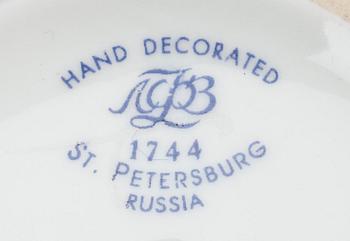 HAND DECORATED
ЛФЗ
1744
ST. PETERSBURG
RUSSIA